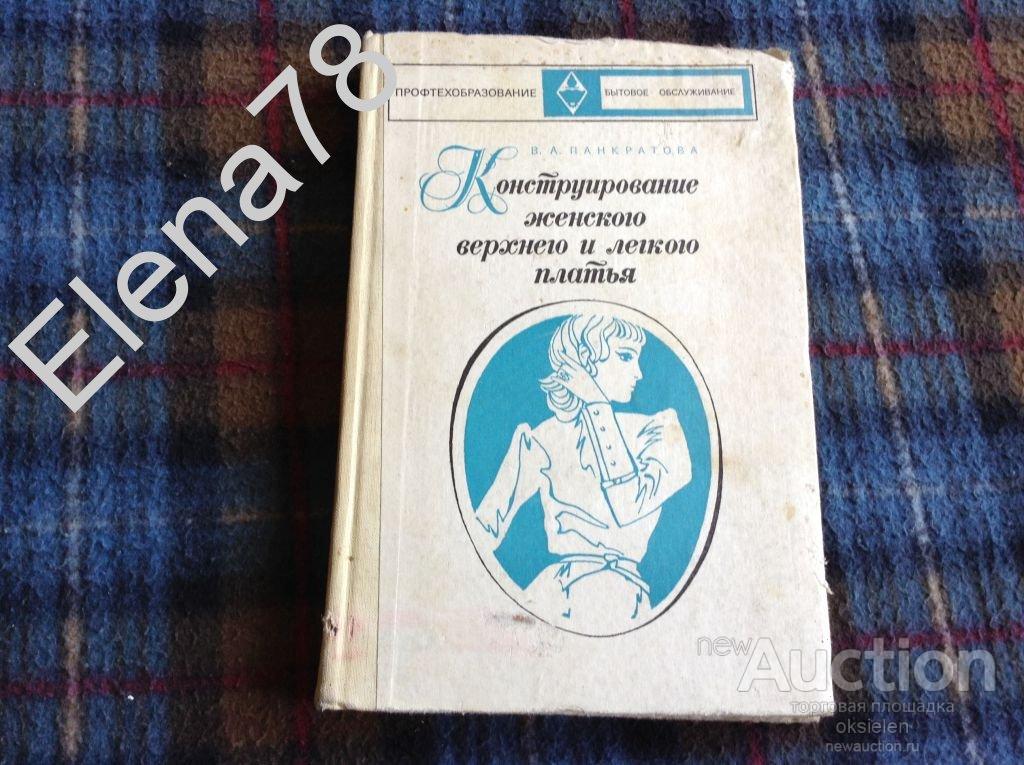 Elena78
ПРОФТЕХОБРАЗОВАНИЕ БЫТОВОЕ ОБСЛУЖИВАНИЕ
В. А. ПАНКРАТОВА
Конструирование
женского
верхнего и легкого
платья
newAuction
торговая площадка
oksielen
newauction.ru